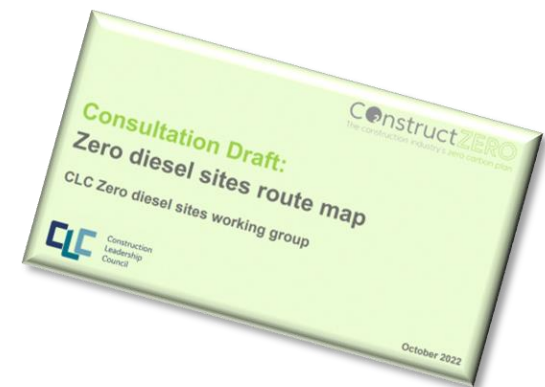 CONstructZERO
The construction industry's zero carbon plan
Consultation Draft:
Zero diesel sites route map
CLC Zero diesel sites working group
CLC
Construction
Leadership
Council
October 2022